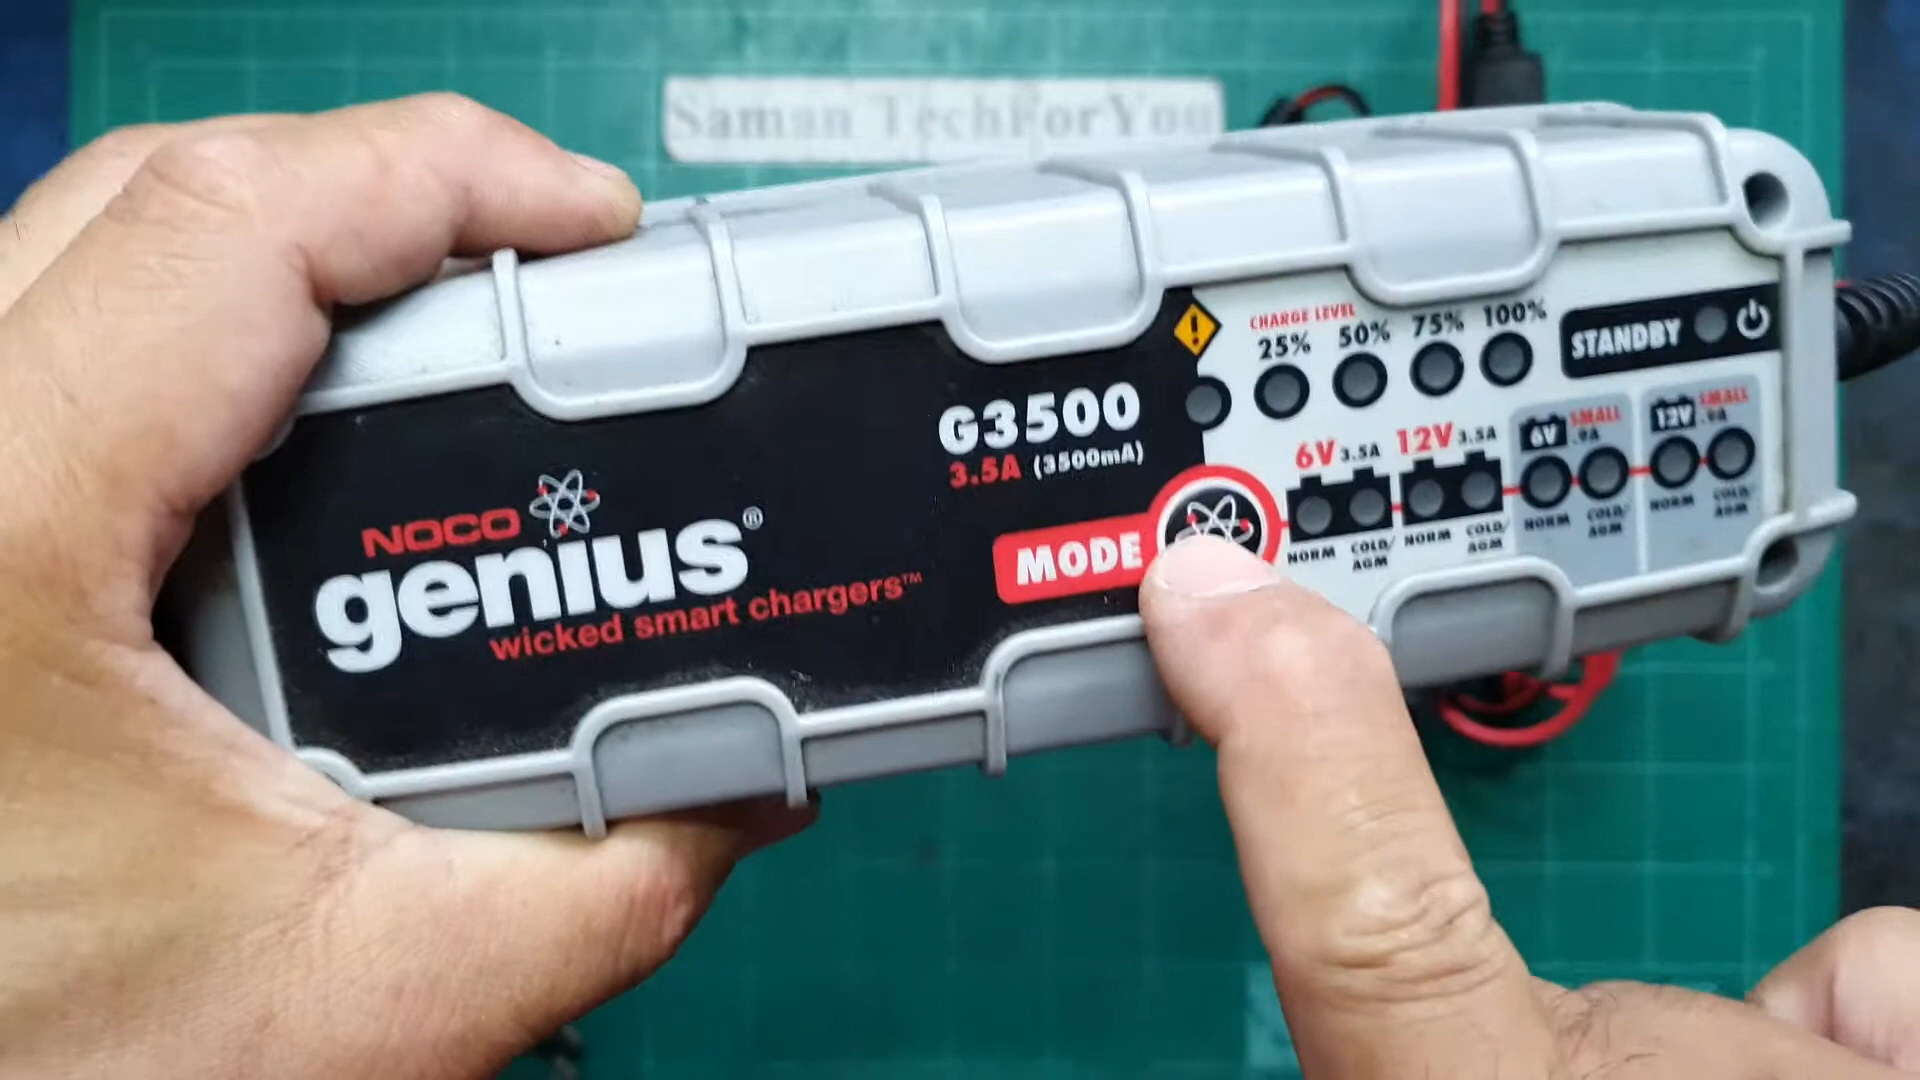 Saman TechForYou
CHARGE LEVEL
25% 50% 75% 100%
STANDBY
G3500
3.5A (3500mA)
6V 3.5A 12V 3.5A 6V SMALL .9A 12V SMALL .9A
NORM COLD/AGM NORM COLD/AGM NORM COLD/AGM NORM COLD/AGM
MODE
NOCO
genius®
wicked smart chargers™